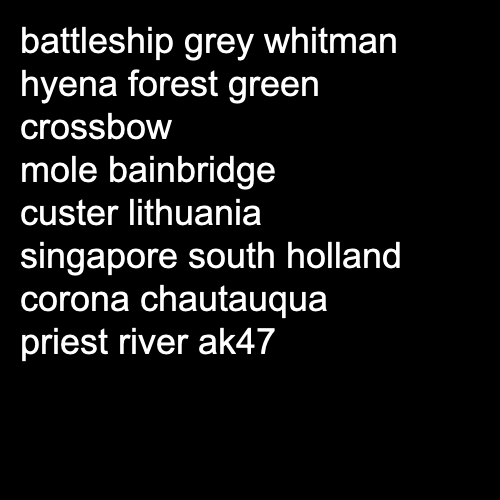 battleship grey whitman
hyena forest green
crossbow
mole bainbridge
custer lithuania
singapore south holland
corona chautauqua
priest river ak47